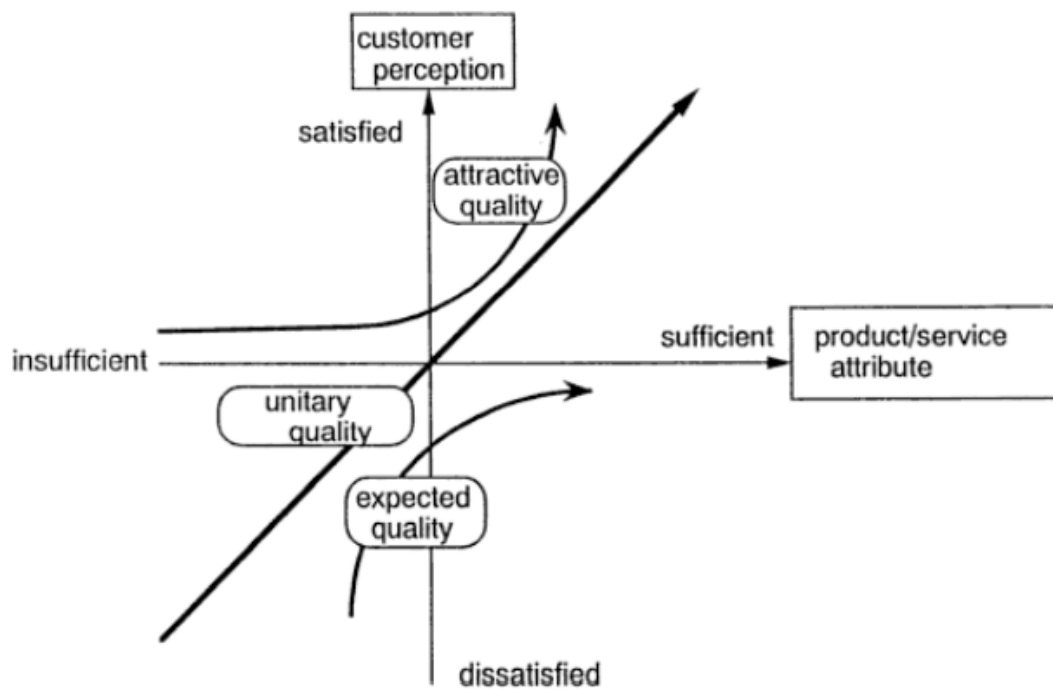 customer
perception
satisfied
attractive
quality
sufficient
product/service
attribute
insufficient
unitary
quality
expected
quality
dissatisfied